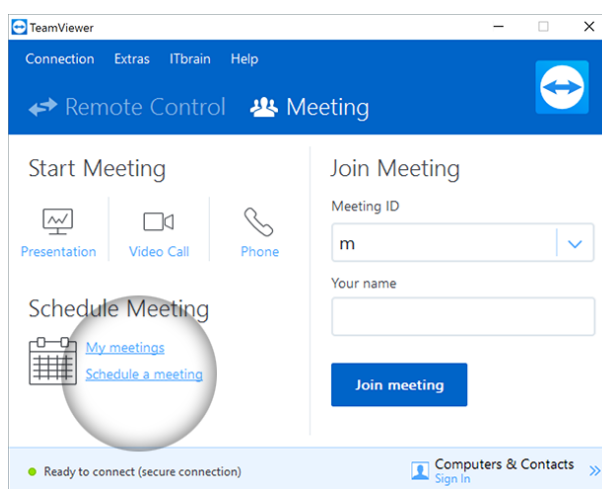 TeamViewer
Connection Extras ITbrain Help
Remote Control Meeting
Start Meeting
Presentation Video Call Phone
Schedule Meeting
My meetings
Schedule a meeting
Join Meeting
Meeting ID
m
Your name
Join meeting
Ready to connect (secure connection)
Computers & Contacts
Sign In